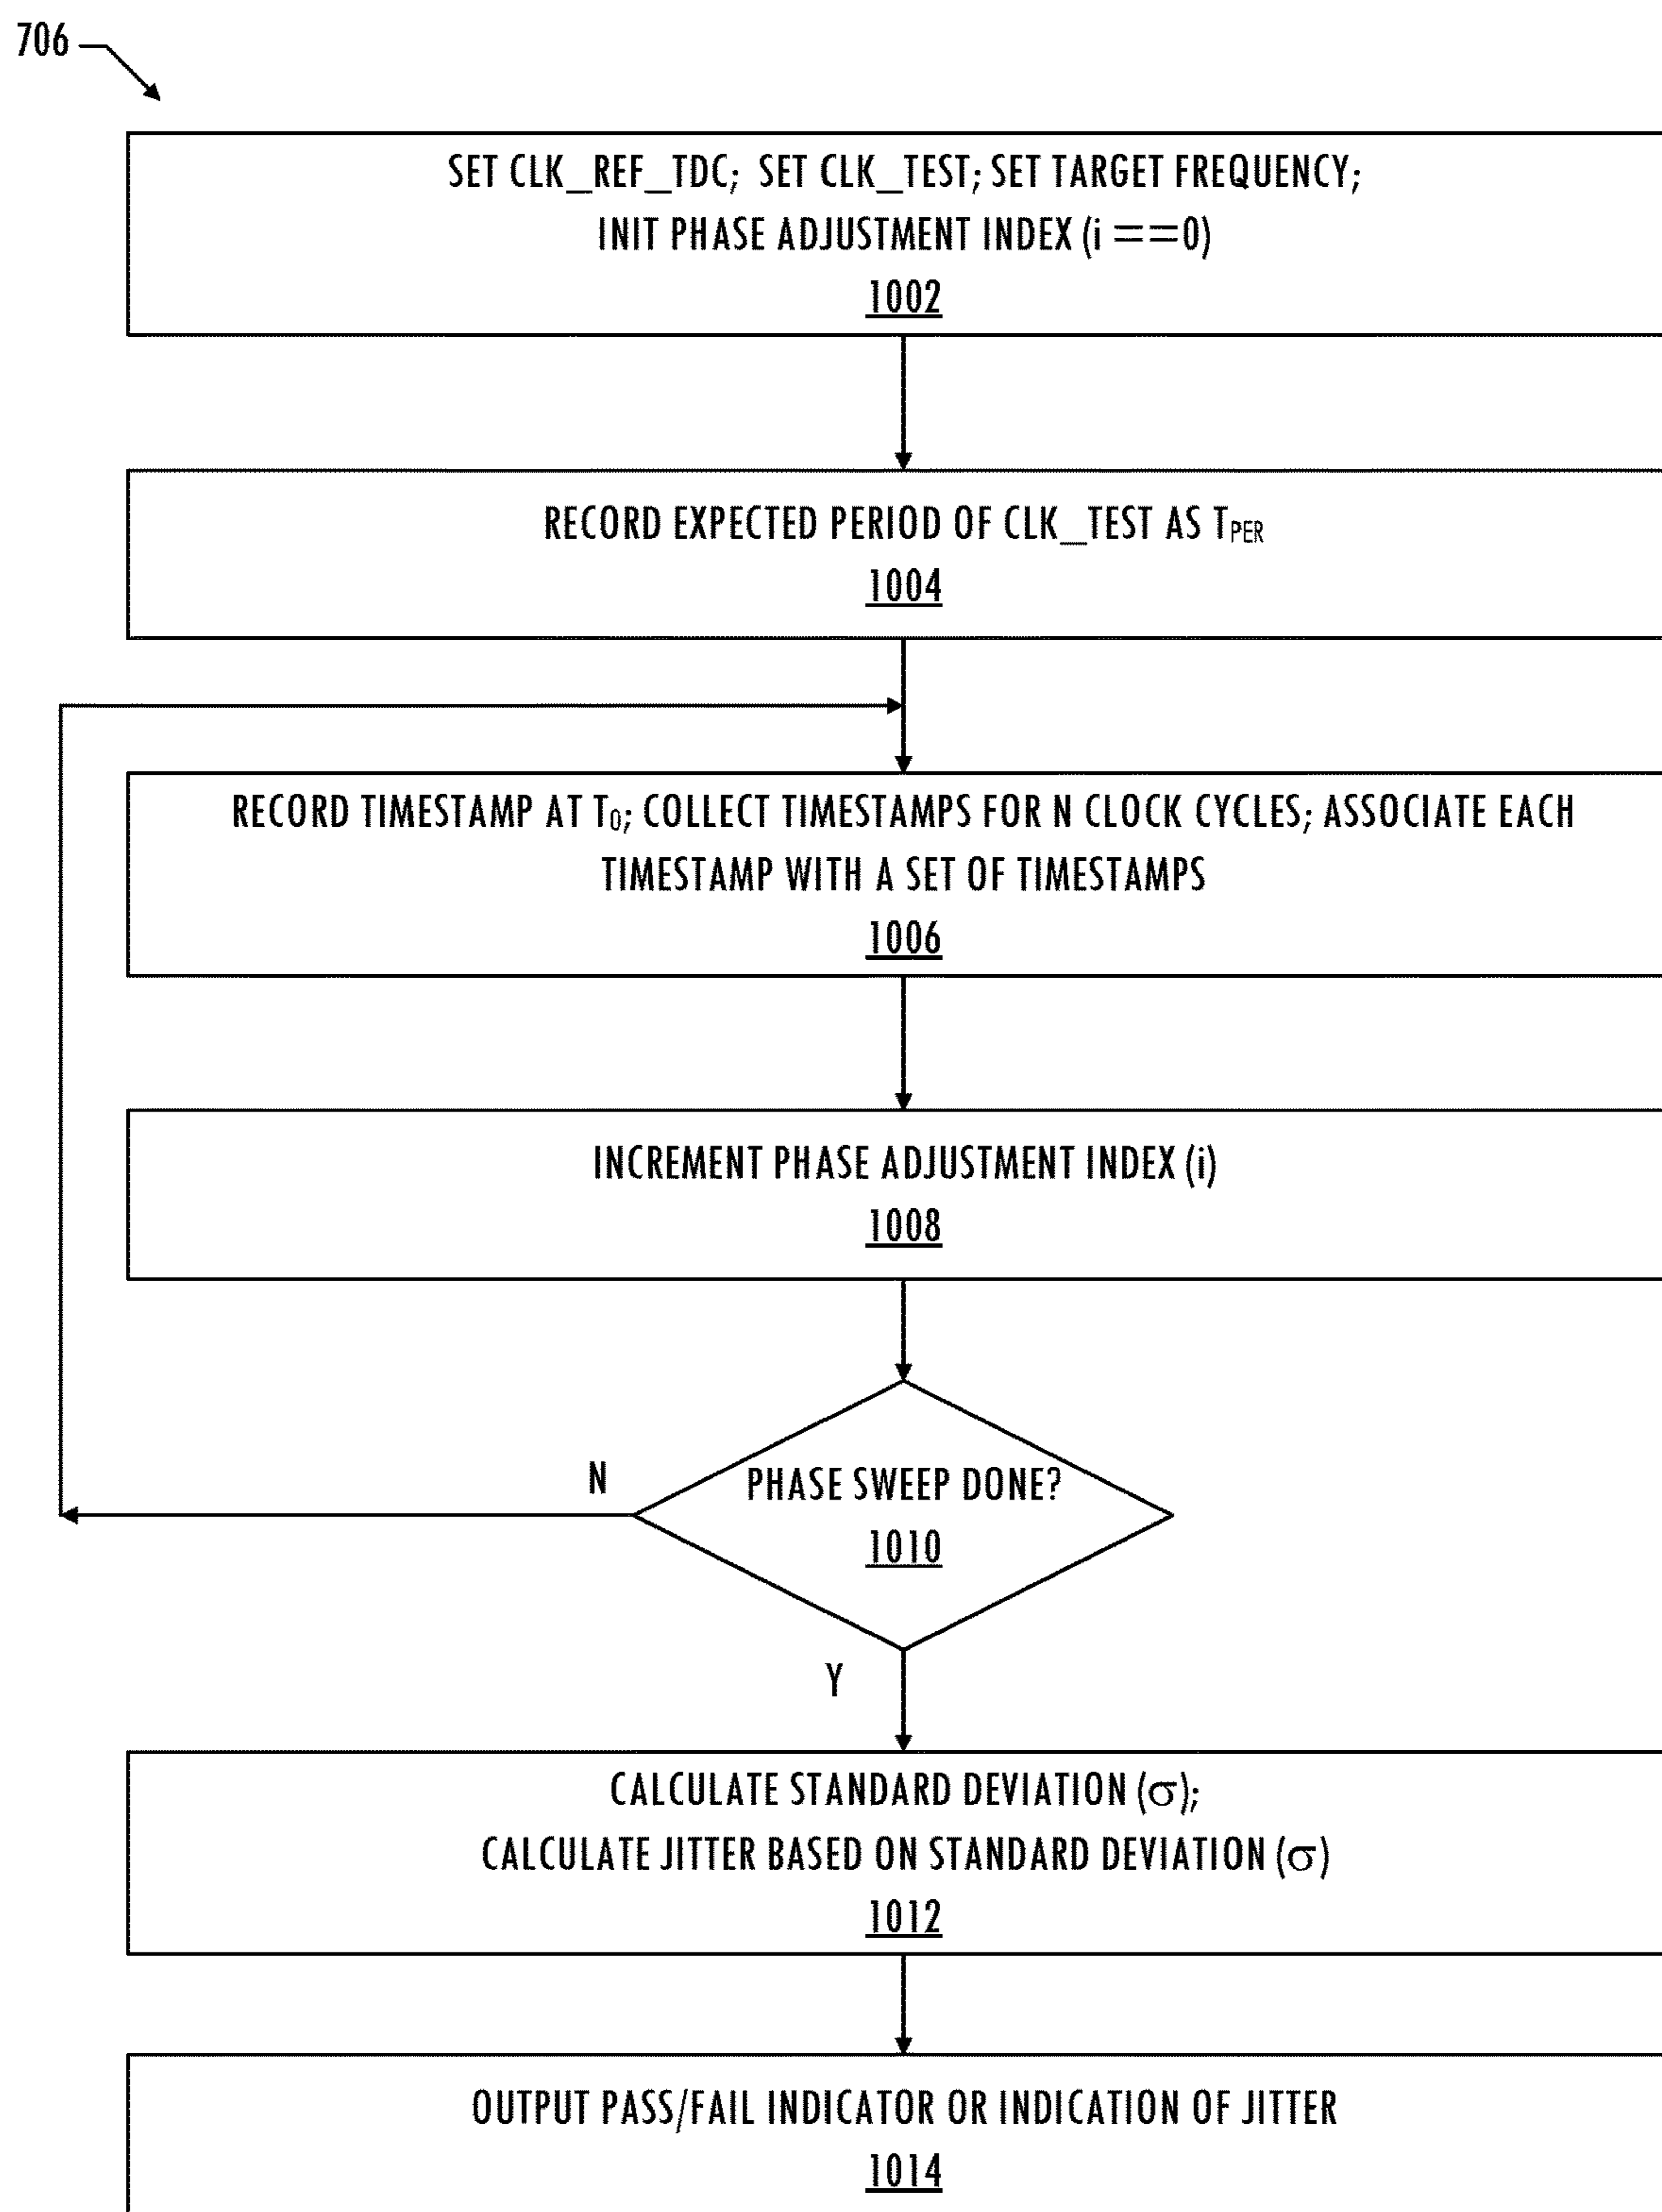 706
SET CLK_REF_TDC; SET CLK_TEST; SET TARGET FREQUENCY;
INIT PHASE ADJUSTMENT INDEX (i ==0)
1002
RECORD EXPECTED PERIOD OF CLK_TEST AS TPER
1004
RECORD TIMESTAMP AT T0; COLLECT TIMESTAMPS FOR N CLOCK CYCLES; ASSOCIATE EACH
TIMESTAMP WITH A SET OF TIMESTAMPS
1006
INCREMENT PHASE ADJUSTMENT INDEX (i)
1008
N
PHASE SWEEP DONE?
1010
Y
CALCULATE STANDARD DEVIATION (σ);
CALCULATE JITTER BASED ON STANDARD DEVIATION (σ)
1012
OUTPUT PASS/FAIL INDICATOR OR INDICATION OF JITTER
1014